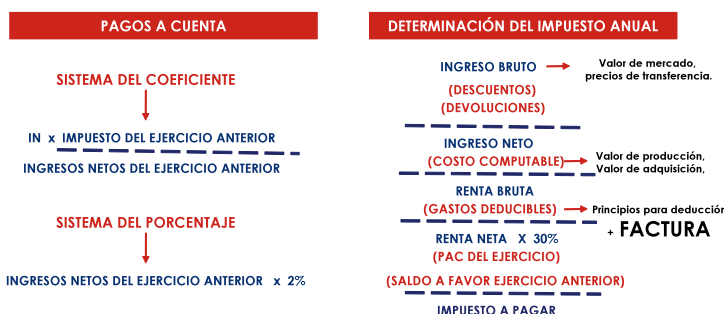 PAGOS A CUENTA
SISTEMA DEL COEFICIENTE
IN x IMPUESTO DEL EJERCICIO ANTERIOR
INGRESOS NETOS DEL EJERCICIO ANTERIOR
SISTEMA DEL PORCENTAJE
INGRESOS NETOS DEL EJERCICIO ANTERIOR x 2%
DETERMINACIÓN DEL IMPUESTO ANUAL
INGRESO BRUTO
Valor de mercado,
precios de transferencia.
(DESCUENTOS)
(DEVOLUCIONES)
INGRESO NETO
(COSTO COMPUTABLE)
Valor de producción,
Valor de adquisición,
RENTA BRUTA
(GASTOS DEDUCIBLES)
Principios para deducción
+ FACTURA
RENTA NETA X 30%
(PAC DEL EJERCICIO)
(SALDO A FAVOR EJERCICIO ANTERIOR)
IMPUESTO A PAGAR